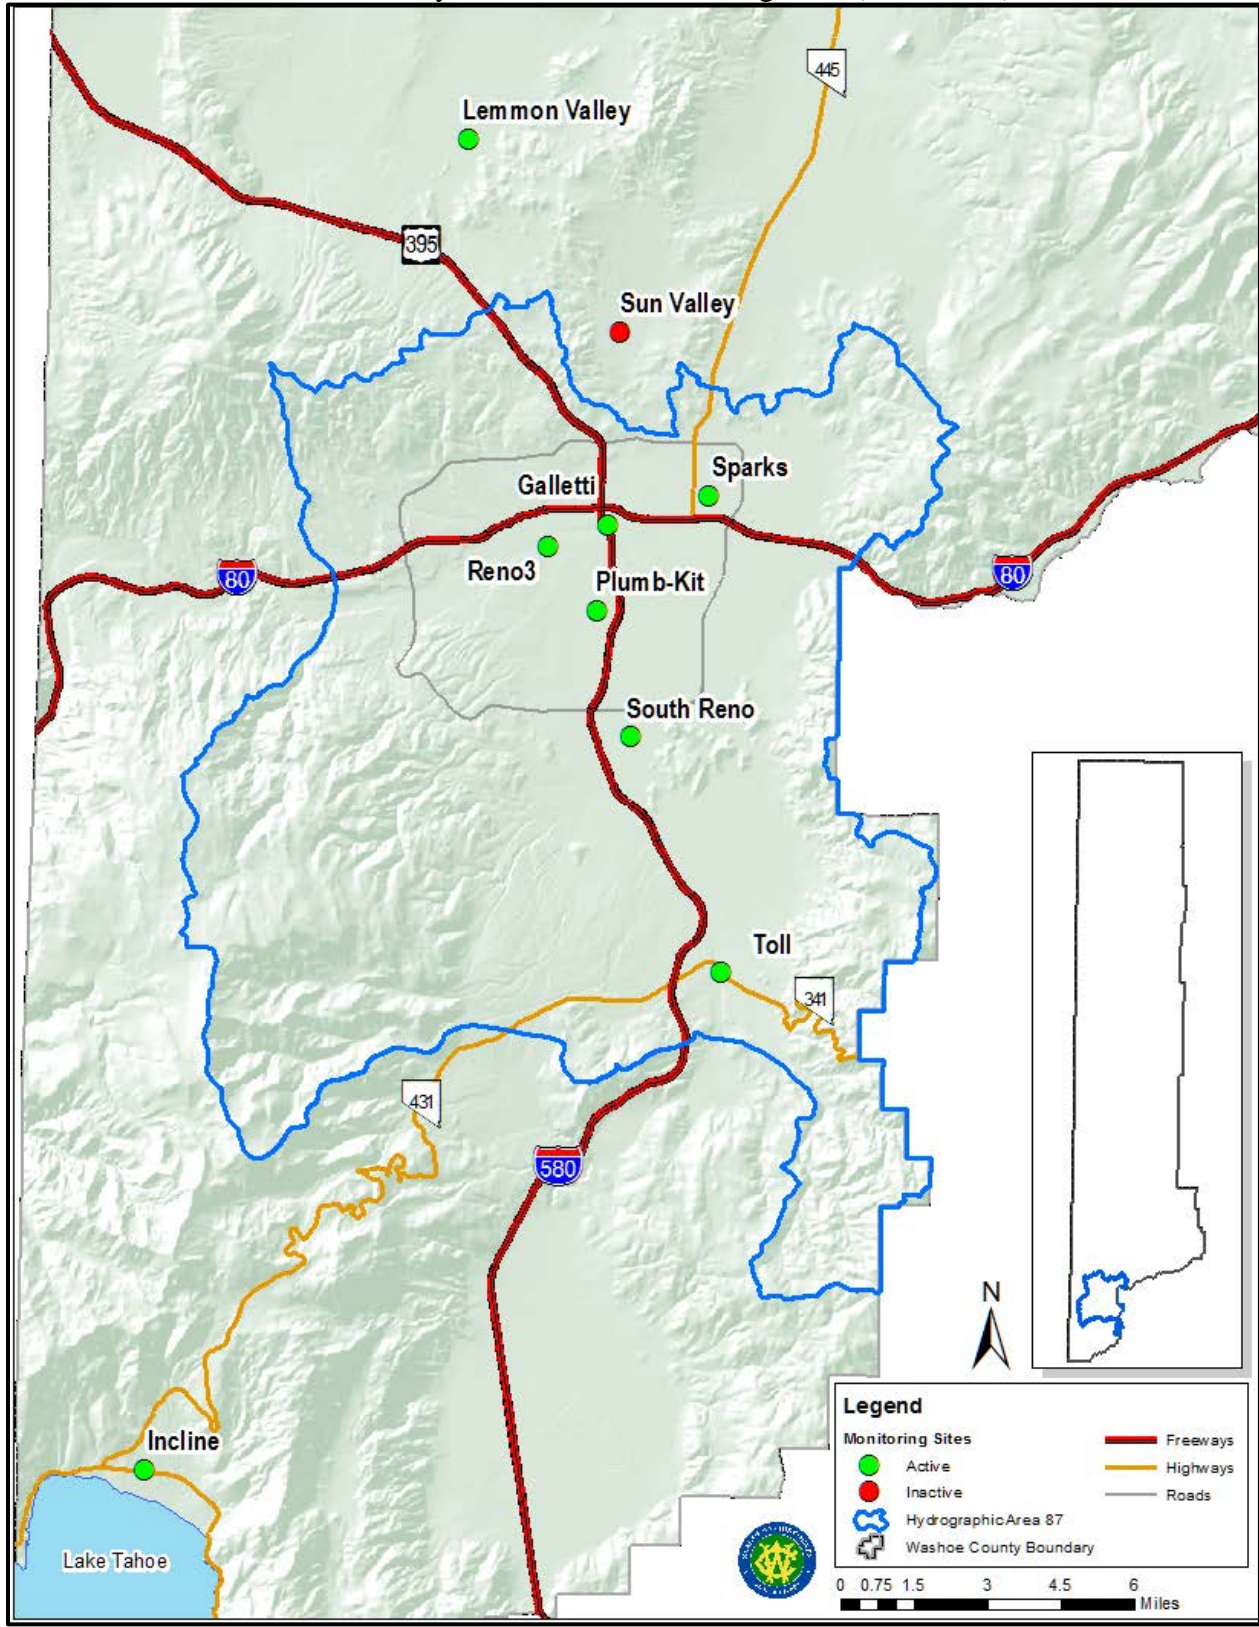 445
Lemmon Valley
395
Sun Valley
Sparks
Galletti
Reno3
80
80
Plumb-Kit
South Reno
Toll
341
431
580
N
Incline
Lake Tahoe
Legend
Monitoring Sites
Active
Inactive
Hydrographic Area 87
Washoe County Boundary
Freeways
Highways
Roads
0 0.75 1.5 3 4.5 6
Miles